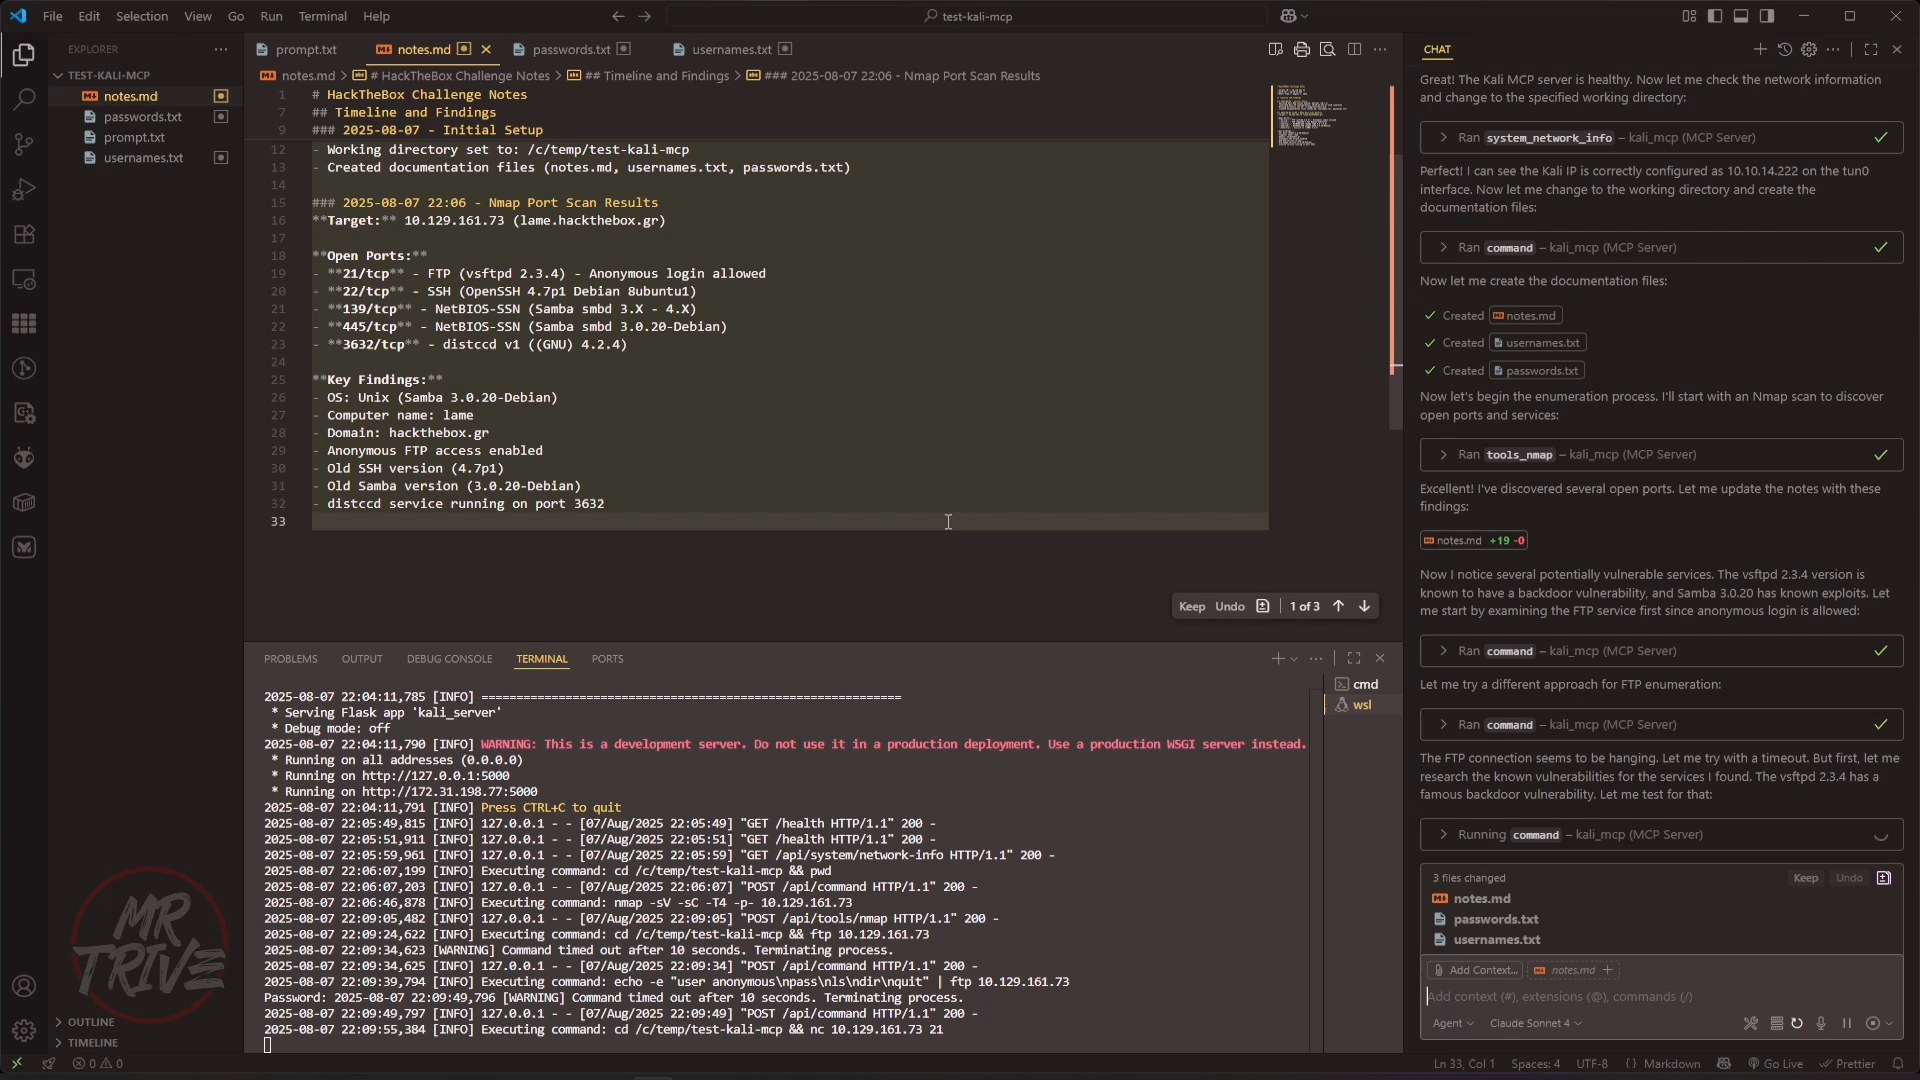 File Edit Selection View Go Run Terminal Help
test-kali-mcp
EXPLORER
TEST-KALI-MCP
notes.md
passwords.txt
prompt.txt
usernames.txt
OUTLINE
TIMELINE
prompt.txt notes.md passwords.txt usernames.txt
notes.md > # HackTheBox Challenge Notes > ## Timeline and Findings > ### 2025-08-07 22:06 - Nmap Port Scan Results
1 # HackTheBox Challenge Notes
7 ## Timeline and Findings
9 ### 2025-08-07 - Initial Setup
12 - Working directory set to: /c/temp/test-kali-mcp
13 - Created documentation files (notes.md, usernames.txt, passwords.txt)
14
15 ### 2025-08-07 22:06 - Nmap Port Scan Results
16 **Target:** 10.129.161.73 (lame.hackthebox.gr)
17
18 **Open Ports:**
19 - **21/tcp** - FTP (vsftpd 2.3.4) - Anonymous login allowed
20 - **22/tcp** - SSH (OpenSSH 4.7p1 Debian 8ubuntu1)
21 - **139/tcp** - NetBIOS-SSN (Samba smbd 3.X - 4.X)
22 - **445/tcp** - NetBIOS-SSN (Samba smbd 3.0.20-Debian)
23 - **3632/tcp** - distccd v1 ((GNU) 4.2.4)
24
25 **Key Findings:**
26 - OS: Unix (Samba 3.0.20-Debian)
27 - Computer name: lame
28 - Domain: hackthebox.gr
29 - Anonymous FTP access enabled
30 - Old SSH version (4.7p1)
31 - Old Samba version (3.0.20-Debian)
32 - distccd service running on port 3632
33
Keep Undo 1 of 3
PROBLEMS OUTPUT DEBUG CONSOLE TERMINAL PORTS
cmd
wsl
2025-08-07 22:04:11,785 [INFO] ============================================================
* Serving Flask app 'kali_server'
* Debug mode: off
2025-08-07 22:04:11,790 [INFO] WARNING: This is a development server. Do not use it in a production deployment. Use a production WSGI server instead.
* Running on all addresses (0.0.0.0)
* Running on http://127.0.0.1:5000
* Running on http://172.31.198.77:5000
2025-08-07 22:04:11,791 [INFO] Press CTRL+C to quit
2025-08-07 22:05:49,815 [INFO] 127.0.0.1 - - [07/Aug/2025 22:05:49] "GET /health HTTP/1.1" 200 -
2025-08-07 22:05:51,911 [INFO] 127.0.0.1 - - [07/Aug/2025 22:05:51] "GET /health HTTP/1.1" 200 -
2025-08-07 22:05:59,961 [INFO] 127.0.0.1 - - [07/Aug/2025 22:05:59] "GET /api/system/network-info HTTP/1.1" 200 -
2025-08-07 22:06:07,199 [INFO] Executing command: cd /c/temp/test-kali-mcp && pwd
2025-08-07 22:06:07,203 [INFO] 127.0.0.1 - - [07/Aug/2025 22:06:07] "POST /api/command HTTP/1.1" 200 -
2025-08-07 22:06:46,878 [INFO] Executing command: nmap -sV -sC -T4 -p- 10.129.161.73
2025-08-07 22:09:05,482 [INFO] 127.0.0.1 - - [07/Aug/2025 22:09:05] "POST /api/tools/nmap HTTP/1.1" 200 -
2025-08-07 22:09:24,622 [INFO] Executing command: cd /c/temp/test-kali-mcp && ftp 10.129.161.73
2025-08-07 22:09:34,623 [WARNING] Command timed out after 10 seconds. Terminating process.
2025-08-07 22:09:34,625 [INFO] 127.0.0.1 - - [07/Aug/2025 22:09:34] "POST /api/command HTTP/1.1" 200 -
2025-08-07 22:09:39,794 [INFO] Executing command: echo -e "user anonymous\npass\nls\ndir\nquit" | ftp 10.129.161.73
Password: 2025-08-07 22:09:49,796 [WARNING] Command timed out after 10 seconds. Terminating process.
2025-08-07 22:09:49,797 [INFO] 127.0.0.1 - - [07/Aug/2025 22:09:49] "POST /api/command HTTP/1.1" 200 -
2025-08-07 22:09:55,384 [INFO] Executing command: cd /c/temp/test-kali-mcp && nc 10.129.161.73 21
MR
TRIVE
CHAT
Great! The Kali MCP server is healthy. Now let me check the network information
and change to the specified working directory:
Ran system_network_info – kali_mcp (MCP Server)
Perfect! I can see the Kali IP is correctly configured as 10.10.14.222 on the tun0
interface. Now let me change to the working directory and create the
documentation files:
Ran command – kali_mcp (MCP Server)
Now let me create the documentation files:
Created notes.md
Created usernames.txt
Created passwords.txt
Now let's begin the enumeration process. I'll start with an Nmap scan to discover
open ports and services:
Ran tools_nmap – kali_mcp (MCP Server)
Excellent! I've discovered several open ports. Let me update the notes with these
findings:
notes.md +19 -0
Now I notice several potentially vulnerable services. The vsftpd 2.3.4 version is
known to have a backdoor vulnerability, and Samba 3.0.20 has known exploits. Let
me start by examining the FTP service first since anonymous login is allowed:
Ran command – kali_mcp (MCP Server)
Let me try a different approach for FTP enumeration:
Ran command – kali_mcp (MCP Server)
The FTP connection seems to be hanging. Let me try with a timeout. But first, let me
research the known vulnerabilities for the services I found. The vsftpd 2.3.4 has a
famous backdoor vulnerability. Let me test for that:
Running command – kali_mcp (MCP Server)
3 files changed Keep Undo
notes.md
passwords.txt
usernames.txt
Add Context... notes.md +
Add context (#), extensions (@), commands (/)
Agent Claude Sonnet 4
0 0
Ln 33, Col 1 Spaces: 4 UTF-8 {} Markdown Go Live Prettier